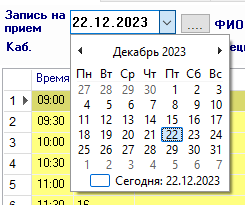 Запись на прием 22.12.2023 ... ФИО
Каб.
Декабрь 2023
Время
Пн Вт Ср Чт Пт Сб Вс
27 28 29 30 1 2 3
1 09:00
4 5 6 7 8 9 10
2 09:30
11 12 13 14 15 16 17
3 10:00
18 19 20 21 22 23 24
4 10:30
25 26 27 28 29 30 31
5 11:00
1 2 3 4 5 6 7
6 11:30
Сегодня: 22.12.2023